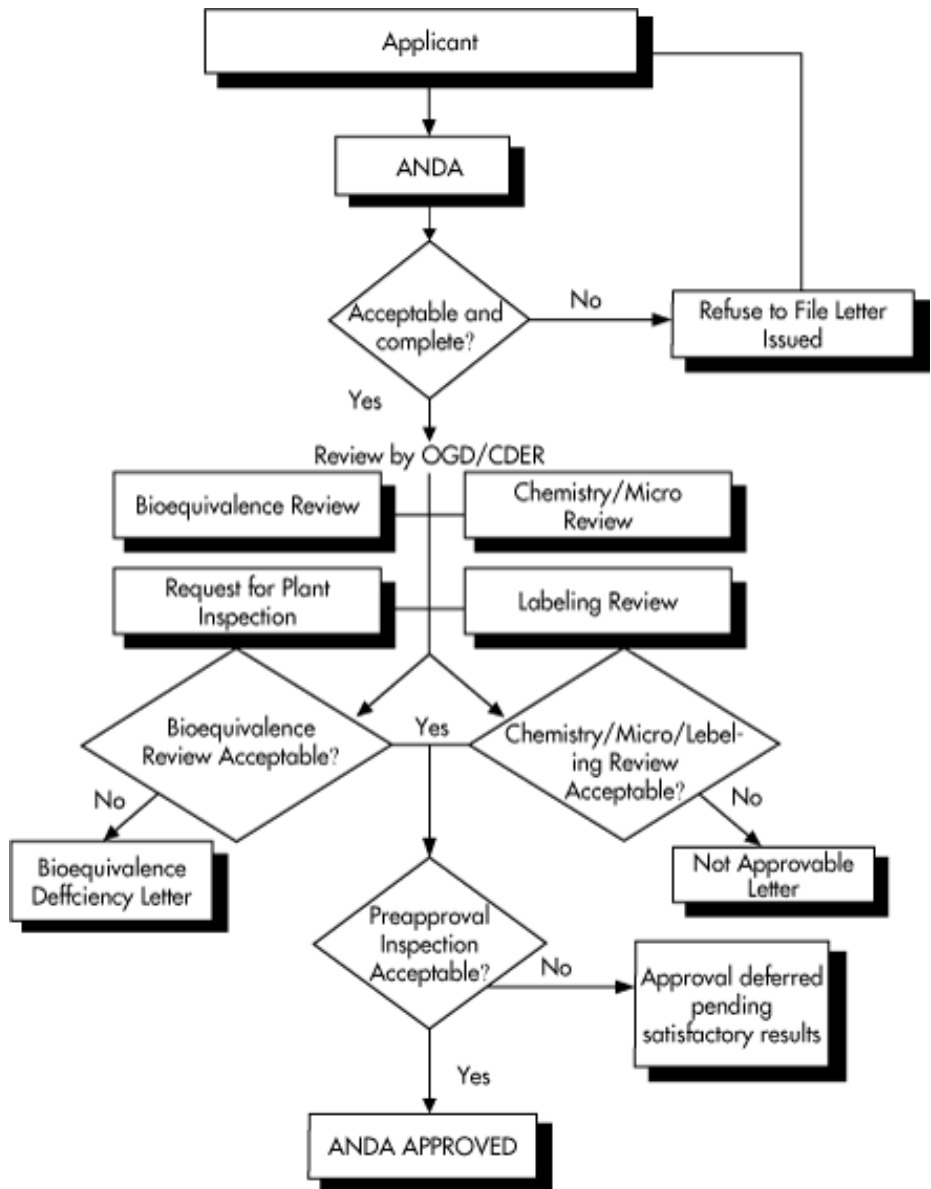 Applicant
ANDA
Acceptable and
complete?
No
Refuse to File Letter
Issued
Yes
Review by OGD/CDER
Bioequivalence Review
Chemistry/Micro
Review
Request for Plant
Inspection
Labeling Review
Bioequivalence
Review Acceptable?
Yes
Chemistry/Micro/Lebel-
ing Review
Acceptable?
No
No
Bioequivalence
Deffciency Letter
Not Approvable
Letter
Preapproval
Inspection
Acceptable?
No
Approval deferred
pending
satisfactory results
Yes
ANDA APPROVED